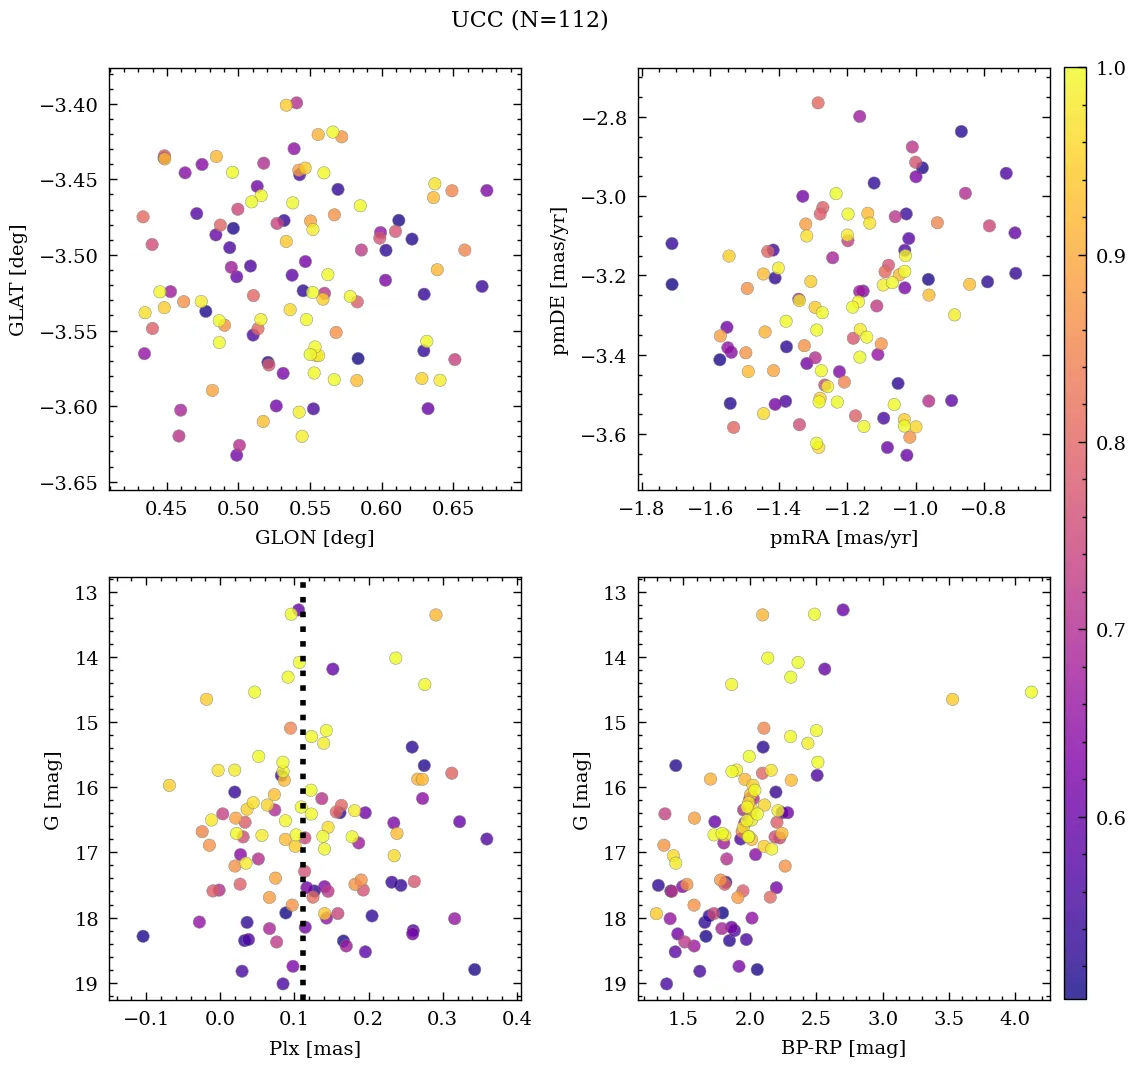 UCC (N=112)
−3.40
−3.45
−3.50
−3.55
−3.60
−3.65
GLAT [deg]
0.45 0.50 0.55 0.60 0.65
GLON [deg]
−2.8
−3.0
−3.2
−3.4
−3.6
pmDE [mas/yr]
−1.8 −1.6 −1.4 −1.2 −1.0 −0.8
pmRA [mas/yr]
13
14
15
16
17
18
19
G [mag]
−0.1 0.0 0.1 0.2 0.3 0.4
Plx [mas]
13
14
15
16
17
18
19
G [mag]
1.5 2.0 2.5 3.0 3.5 4.0
BP-RP [mag]
1.0
0.9
0.8
0.7
0.6